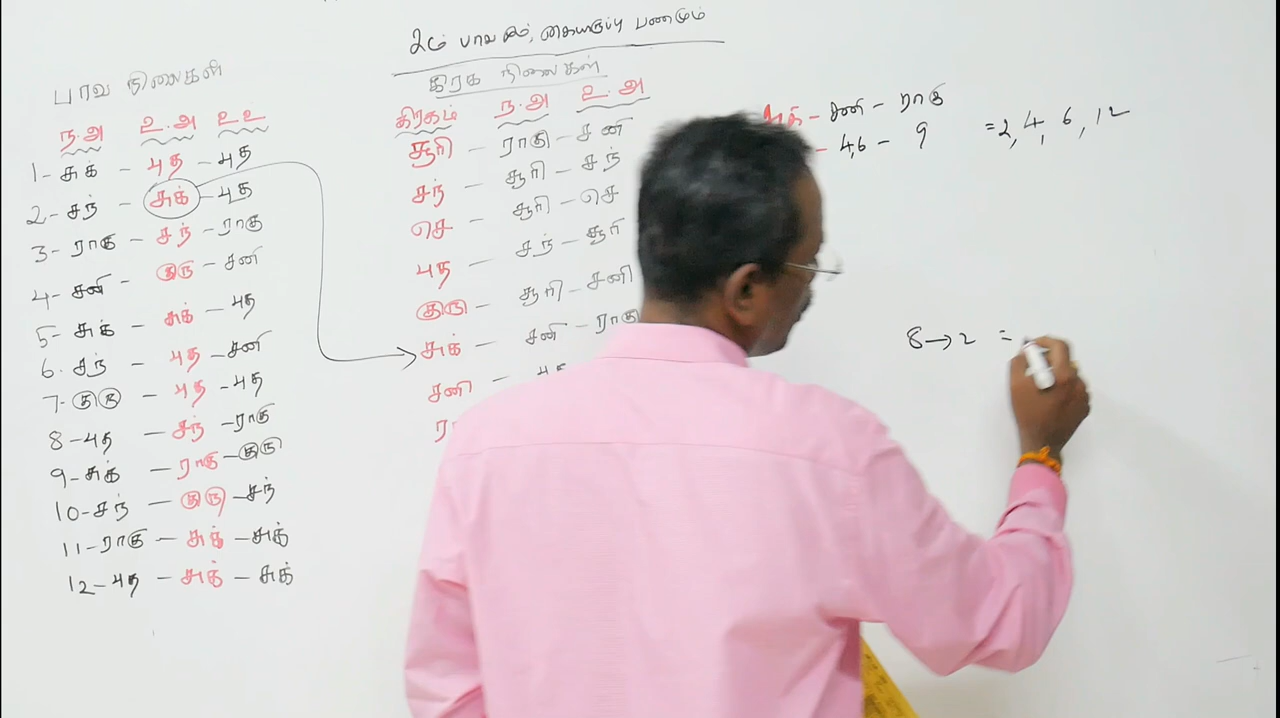 2ம் பாவகம், கையிருப்பு பணமும்
பாவ நிலைகள்
ந.அ உ.அ உ.உ
1 - சுக் - புத - புத
2 - சந் - சுக் - புத
3 - ராகு - சந் - ராகு
4 - சனி - குரு - சனி
5 - சுக் - சுக் - புத
6. சந் - புத - சனி
7 - குரு - புத - புத
8 - புத - சந் - ராகு
9 - சுக் - ராகு - குரு
10 - சந் - குரு - சந்
11 - ராகு - சுக் - சுக்
12 - புத - சுக் - சுக்
கிரக நிலைகள்
கிரகம் ந.அ உ.அ
சூரி - ராகு - சனி
சந் - சூரி - சந்
செ - சூரி - செ
புத - சந் - சூரி
குரு - சூரி - சனி
சுக் - சனி - ராகு
சனி - புத
ரா
சுக் - சனி - ராகு
- 4,6 - 9 = 2, 4, 6, 12
8 → 2 =